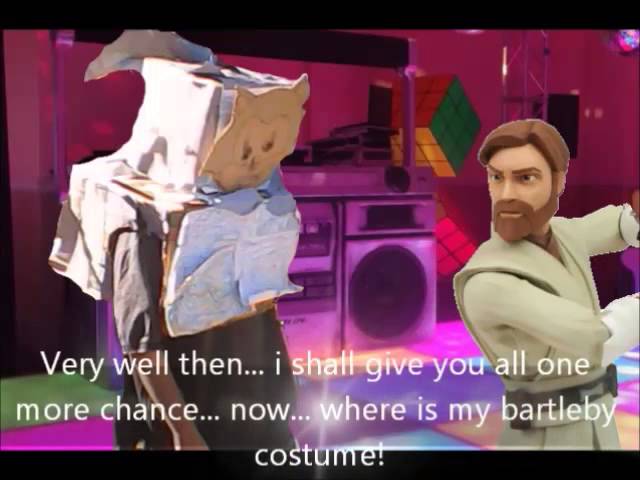 Very well then... i shall give you all one
more chance... now... where is my bartleby
costume!